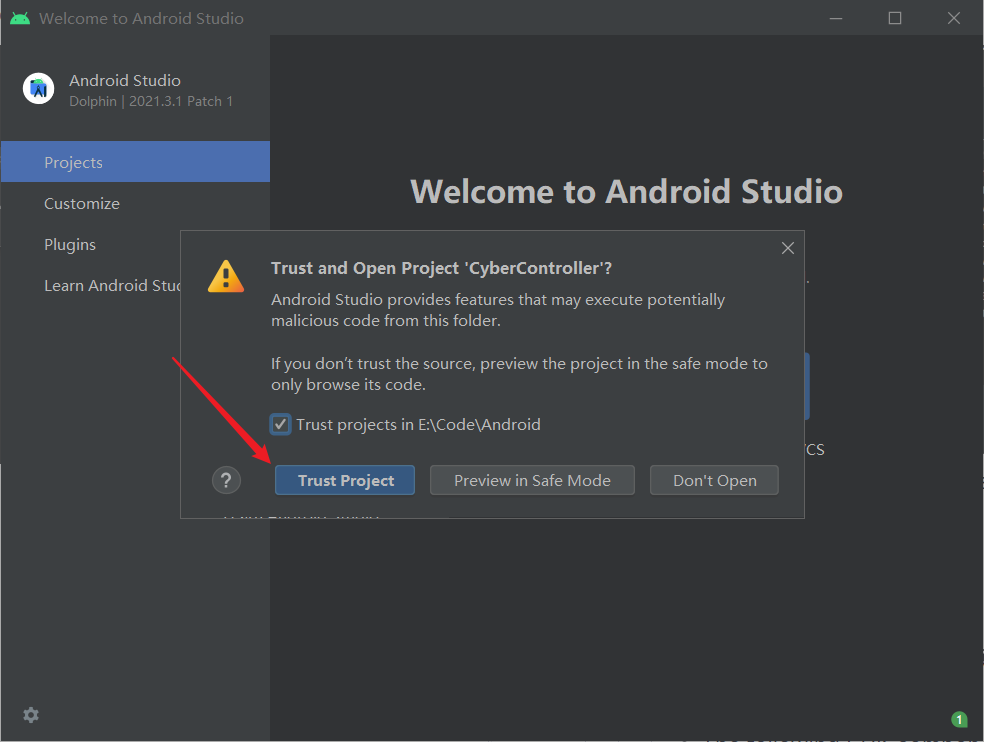 Welcome to Android Studio
Android Studio
Dolphin | 2021.3.1 Patch 1
Projects
Customize
Plugins
Learn Android Stud
Welcome to Android Studio
Trust and Open Project 'CyberController'?
Android Studio provides features that may execute potentially
malicious code from this folder.
If you don’t trust the source, preview the project in the safe mode to
only browse its code.
Trust projects in E:\Code\Android
VCS
?
Trust Project
Preview in Safe Mode
Don't Open
1